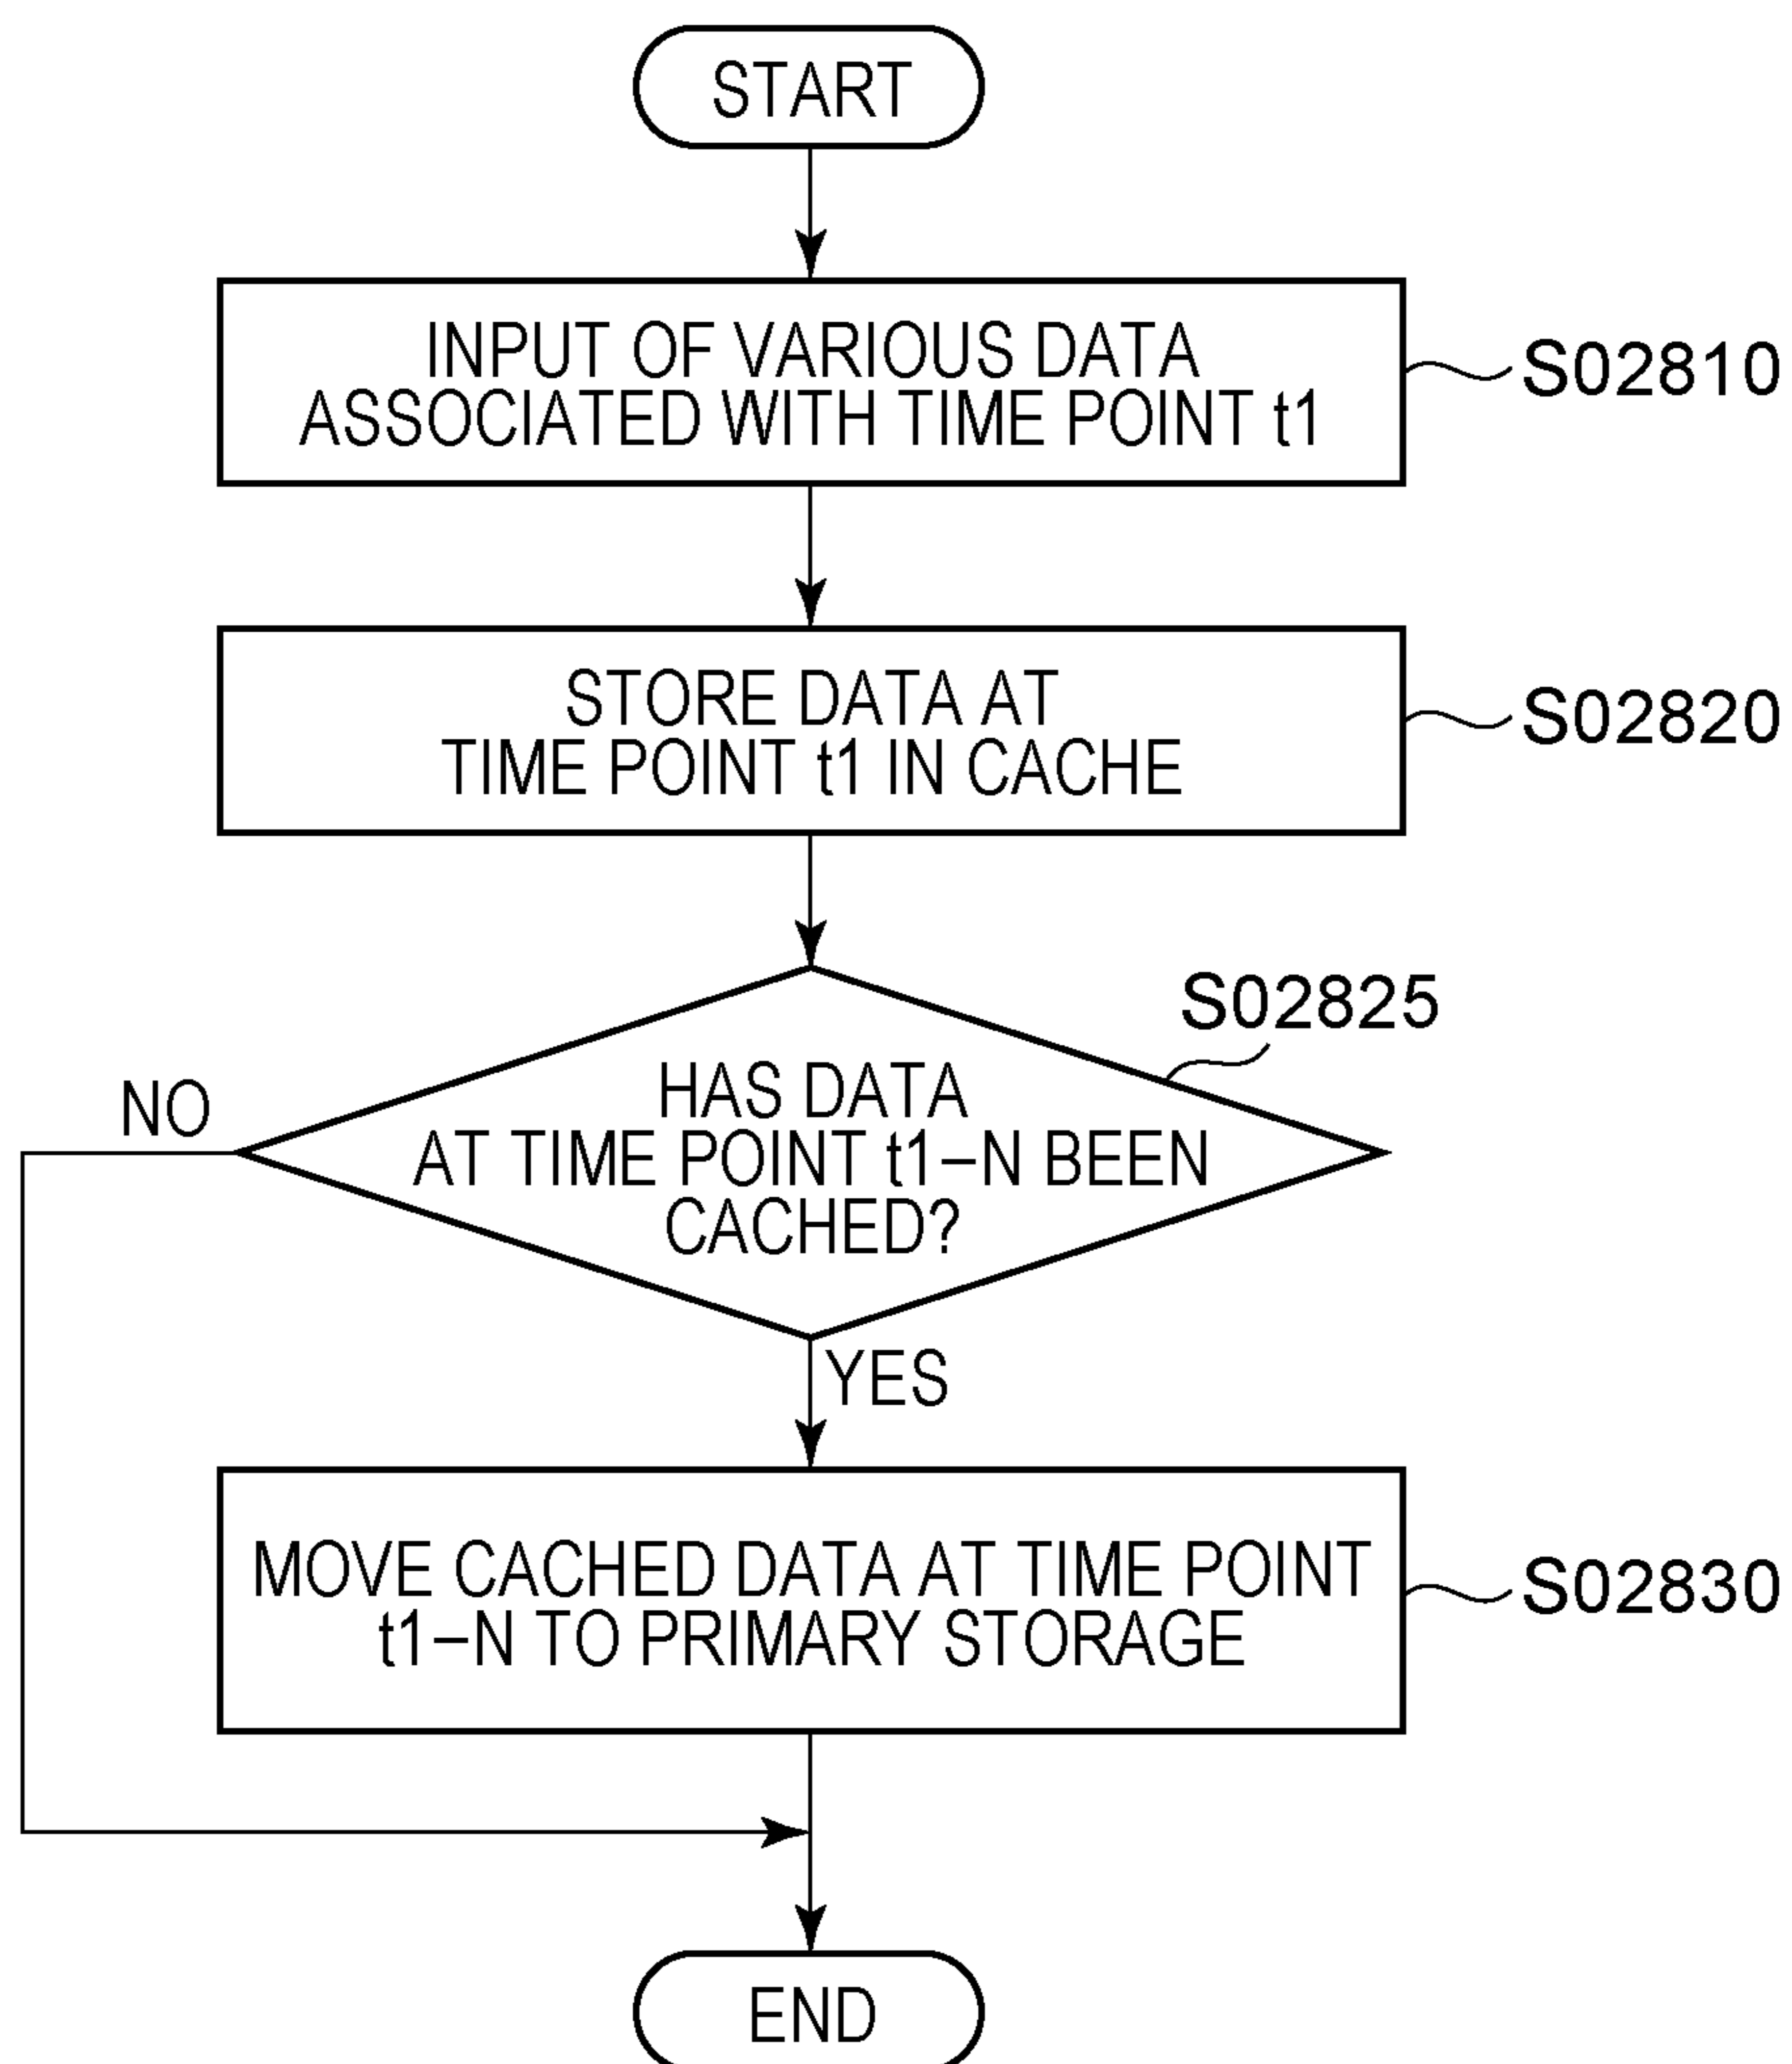 START
INPUT OF VARIOUS DATA
ASSOCIATED WITH TIME POINT t1
S02810
STORE DATA AT
TIME POINT t1 IN CACHE
S02820
S02825
HAS DATA
AT TIME POINT t1–N BEEN
CACHED?
NO
YES
MOVE CACHED DATA AT TIME POINT
t1–N TO PRIMARY STORAGE
S02830
END